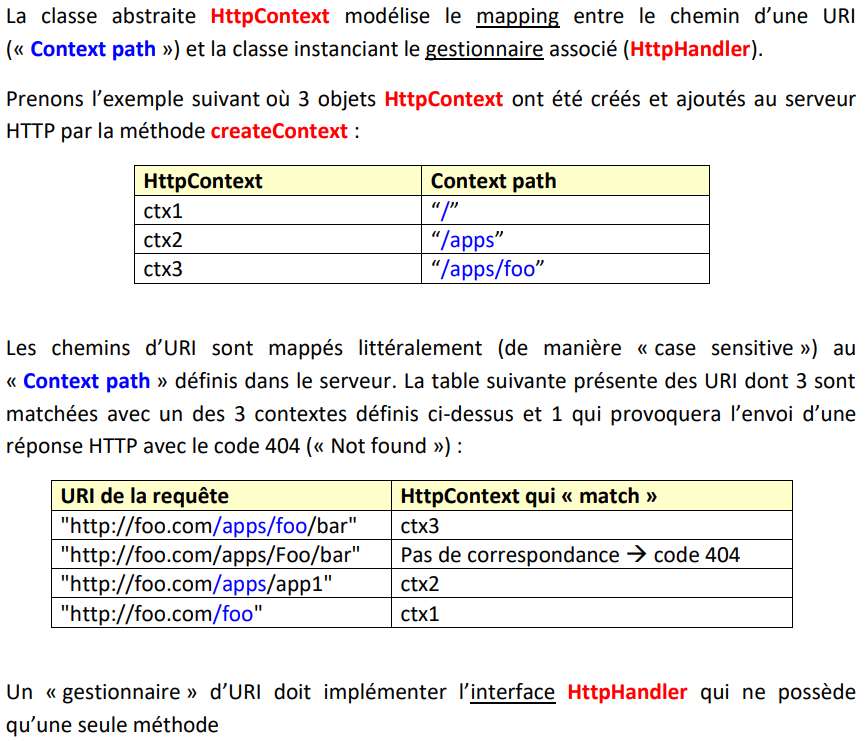 La classe abstraite HttpContext modélise le mapping entre le chemin d’une URI
(« Context path ») et la classe instanciant le gestionnaire associé (HttpHandler).
Prenons l’exemple suivant où 3 objets HttpContext ont été créés et ajoutés au serveur
HTTP par la méthode createContext :
HttpContext Context path
ctx1 “/”
ctx2 “/apps”
ctx3 “/apps/foo”
Les chemins d’URI sont mappés littéralement (de manière « case sensitive ») au
« Context path » définis dans le serveur. La table suivante présente des URI dont 3 sont
matchées avec un des 3 contextes définis ci-dessus et 1 qui provoquera l’envoi d’une
réponse HTTP avec le code 404 (« Not found ») :
URI de la requête HttpContext qui « match »
"http://foo.com/apps/foo/bar" ctx3
"http://foo.com/apps/Foo/bar" Pas de correspondance → code 404
"http://foo.com/apps/app1" ctx2
"http://foo.com/foo" ctx1
Un « gestionnaire » d’URI doit implémenter l’interface HttpHandler qui ne possède
qu’une seule méthode